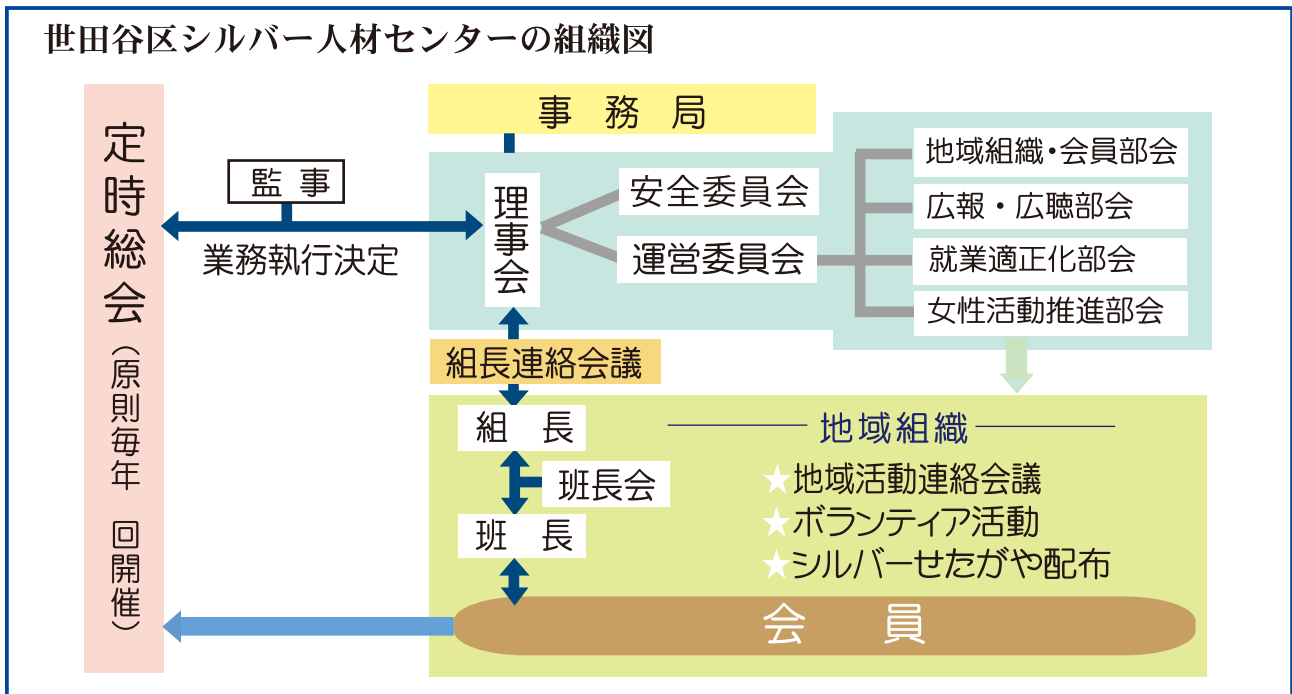 世田谷区シルバー人材センターの組織図
定時総会(原則毎年 回開催)
事務局
監事
業務執行決定
理事会
安全委員会
運営委員会
地域組織・会員部会
広報・広聴部会
就業適正化部会
女性活動推進部会
組長連絡会議
組長
班長会
班長
地域組織
★地域活動連絡会議
★ボランティア活動
★シルバーせたがや配布
会員